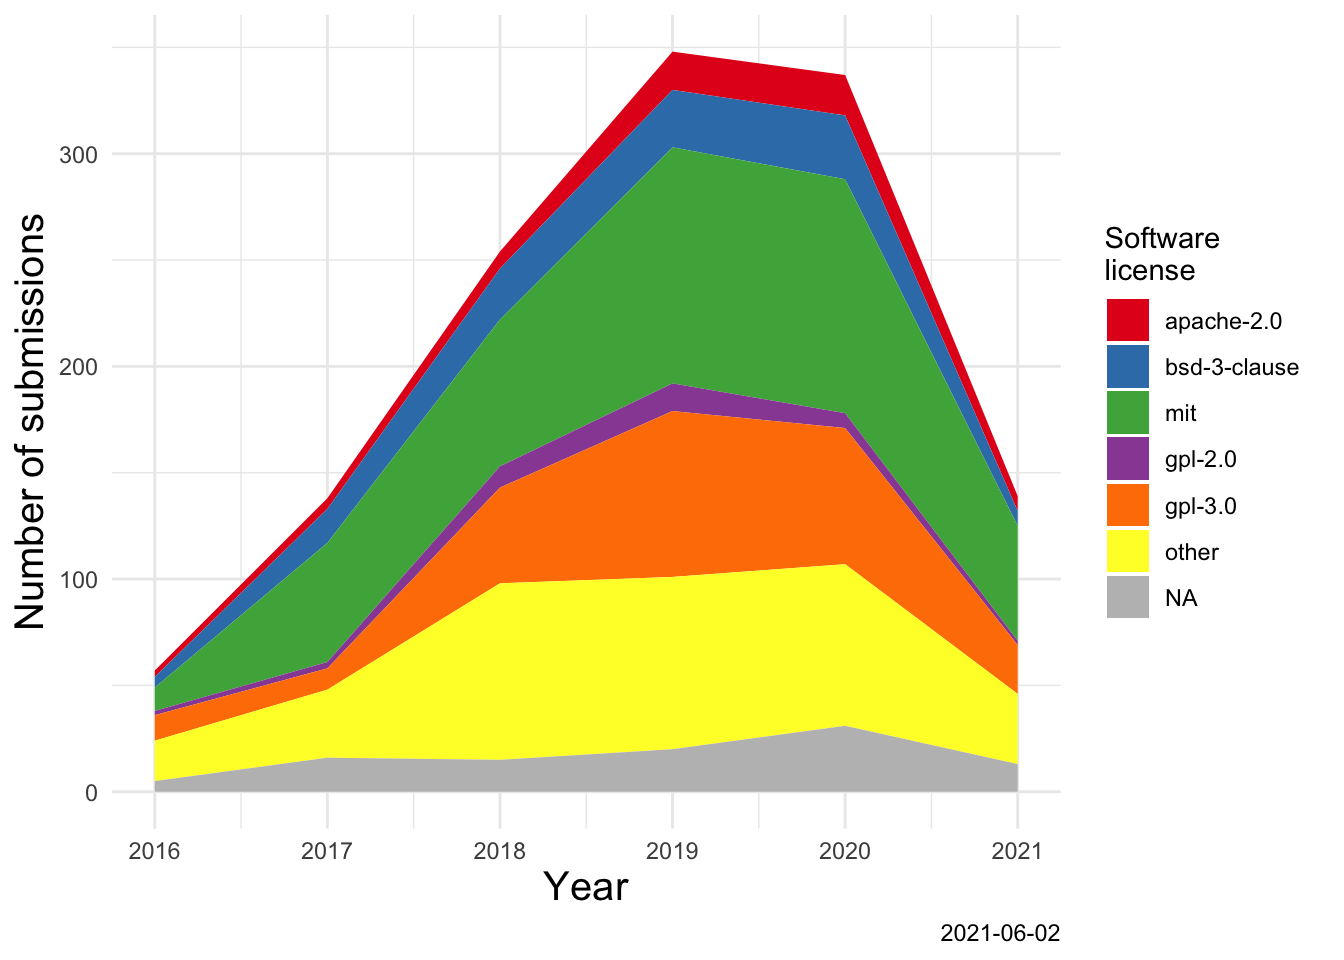 Number of submissions
300
200
100
0
2016 2017 2018 2019 2020 2021
Year
2021-06-02
Software
license
apache-2.0
bsd-3-clause
mit
gpl-2.0
gpl-3.0
other
NA